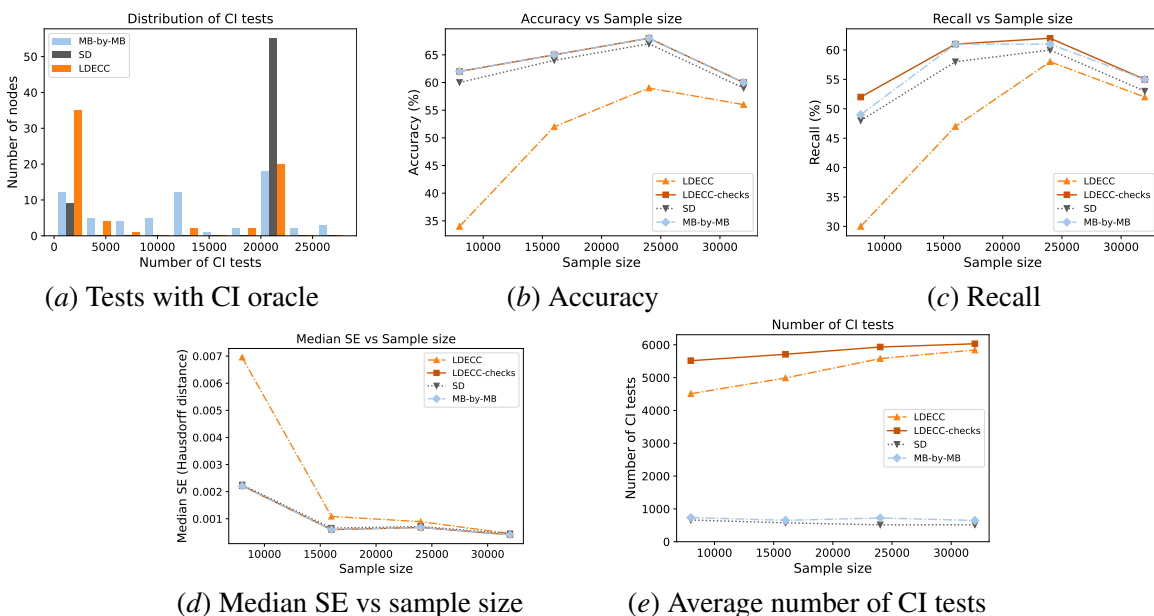 Distribution of CI tests
MB-by-MB
SD
LDECC
Number of nodes
50
40
30
20
10
0
0 5000 10000 15000 20000 25000
Number of CI tests
(a) Tests with CI oracle
Accuracy vs Sample size
Accuracy (%)
65
60
55
50
45
40
35
LDECC
LDECC-checks
SD
MB-by-MB
10000 15000 20000 25000 30000
Sample size
(b) Accuracy
Recall vs Sample size
Recall (%)
60
55
50
45
40
35
30
LDECC
LDECC-checks
SD
MB-by-MB
10000 15000 20000 25000 30000
Sample size
(c) Recall
Median SE vs Sample size
Median SE (Hausdorff distance)
0.007
0.006
0.005
0.004
0.003
0.002
0.001
LDECC
LDECC-checks
SD
MB-by-MB
10000 15000 20000 25000 30000
Sample size
(d) Median SE vs sample size
Number of CI tests
Number of CI tests
6000
5000
4000
3000
2000
1000
0
LDECC
LDECC-checks
SD
MB-by-MB
10000 15000 20000 25000 30000
Sample size
(e) Average number of CI tests